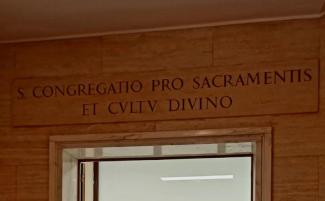 S. CONGREGATIO PRO SACRAMENTIS
ET CVLTV DIVINO